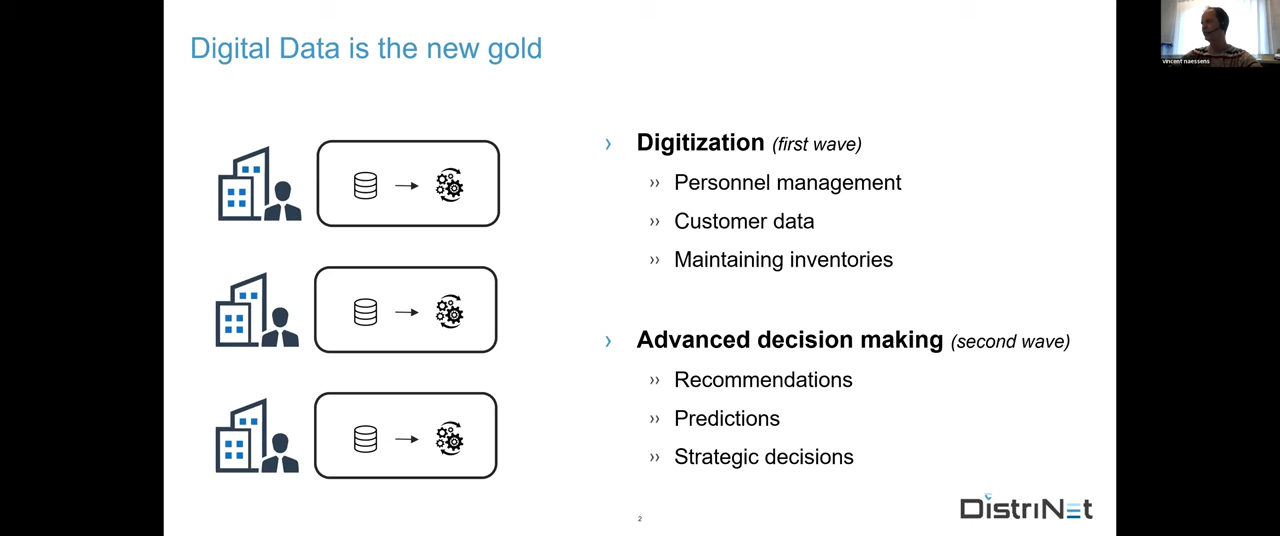 Digital Data is the new gold
vincent naessens
› Digitization (first wave)
›› Personnel management
›› Customer data
›› Maintaining inventories
› Advanced decision making (second wave)
›› Recommendations
›› Predictions
›› Strategic decisions
2
DistriNet